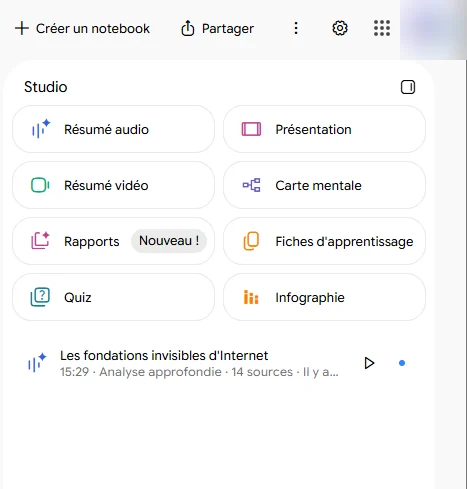 Créer un notebook Partager
Studio
Résumé audio Présentation
Résumé vidéo Carte mentale
Rapports Nouveau ! Fiches d'apprentissage
Quiz Infographie
Les fondations invisibles d'Internet
15:29 · Analyse approfondie · 14 sources · Il y a...